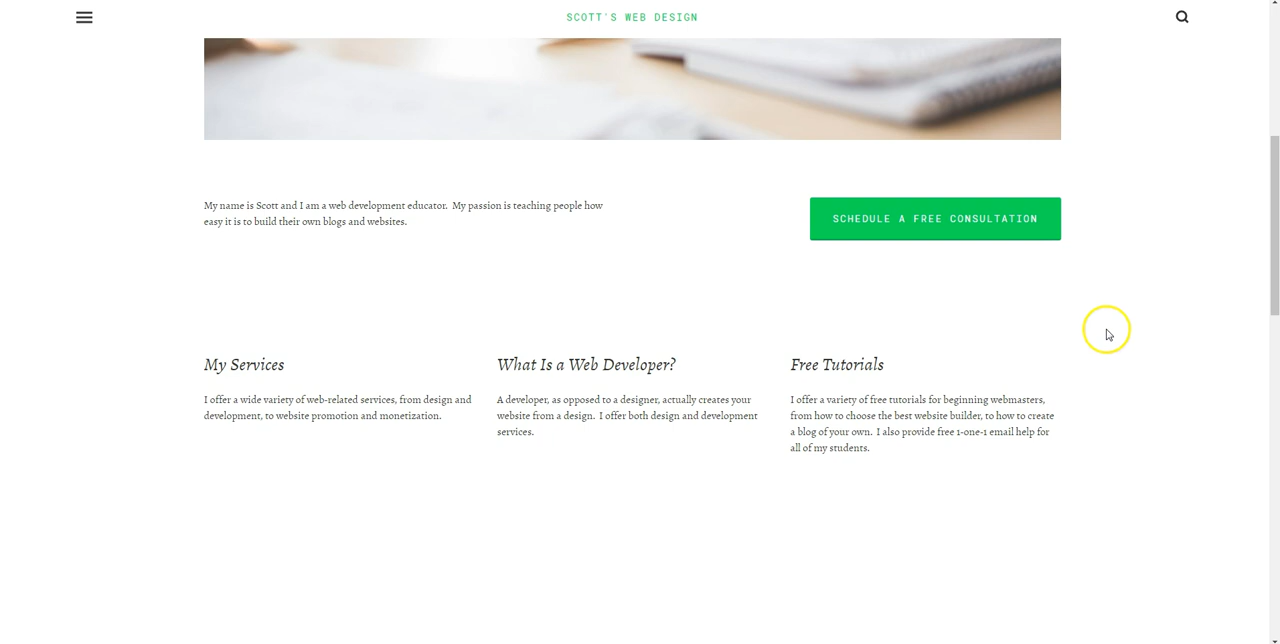 SCOTT'S WEB DESIGN
My name is Scott and I am a web development educator. My passion is teaching people how
easy it is to build their own blogs and websites.
SCHEDULE A FREE CONSULTATION
My Services
I offer a wide variety of web-related services, from design and
development, to website promotion and monetization.
What Is a Web Developer?
A developer, as opposed to a designer, actually creates your
website from a design. I offer both design and development
services.
Free Tutorials
I offer a variety of free tutorials for beginning webmasters,
from how to choose the best website builder, to how to create
a blog of your own. I also provide free 1-one-1 email help for
all of my students.